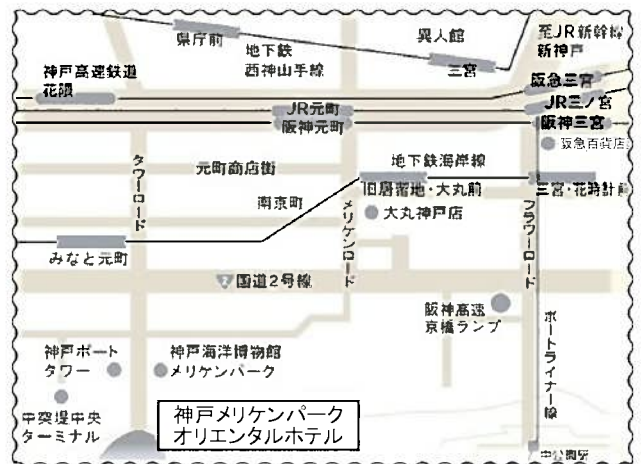 県庁前
地下鉄
西神山手線
異人館
三宮
至JR新幹線
新神戸
神戸高速鉄道
花隈
阪急三宮
JR三ノ宮
阪神三宮
JR元町
阪神元町
阪急百貨店
タワーロード
元町商店街
地下鉄海岸線
旧居留地・大丸前
三宮・花時計前
南京町
メリケンロード
大丸神戸店
フラワーロード
みなと元町
2
国道2号線
阪神高速
京橋ランプ
ポートライナー線
神戸ポート
タワー
神戸海洋博物館
メリケンパーク
中突堤中央
ターミナル
神戸メリケンパーク
オリエンタルホテル